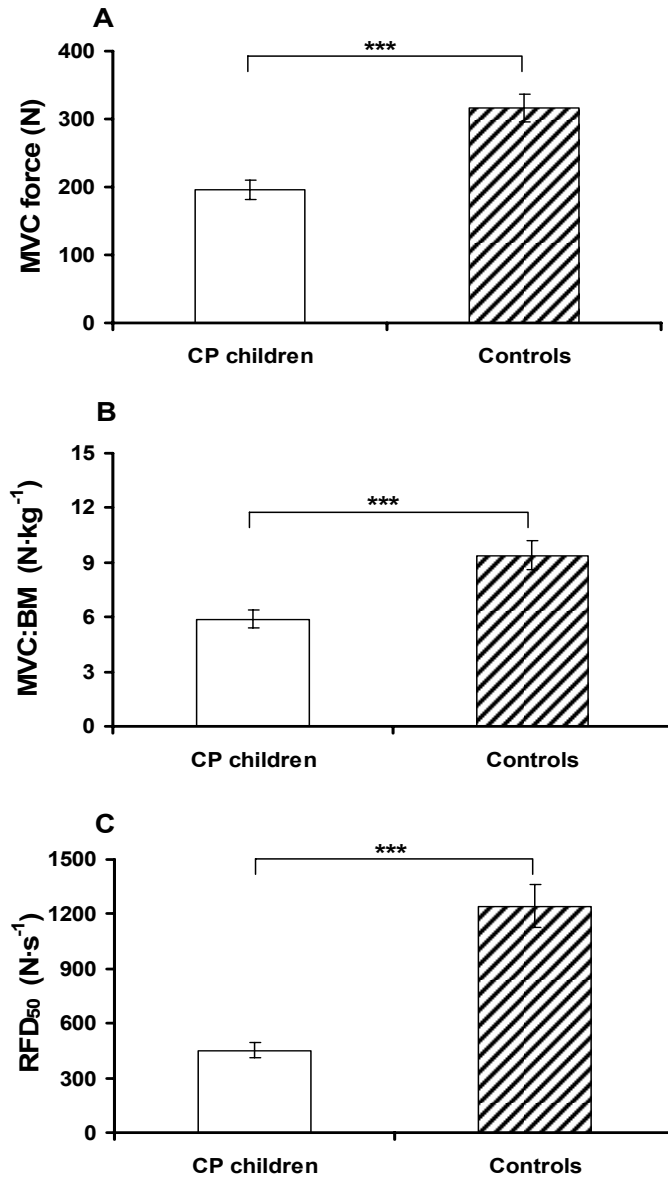 A
MVC force (N)
400
300
200
100
0
***
CP children
Controls
B
MVC:BM (N·kg⁻¹)
15
12
9
6
3
0
***
CP children
Controls
C
RFD₅₀ (N·s⁻¹)
1500
1200
900
600
300
0
***
CP children
Controls